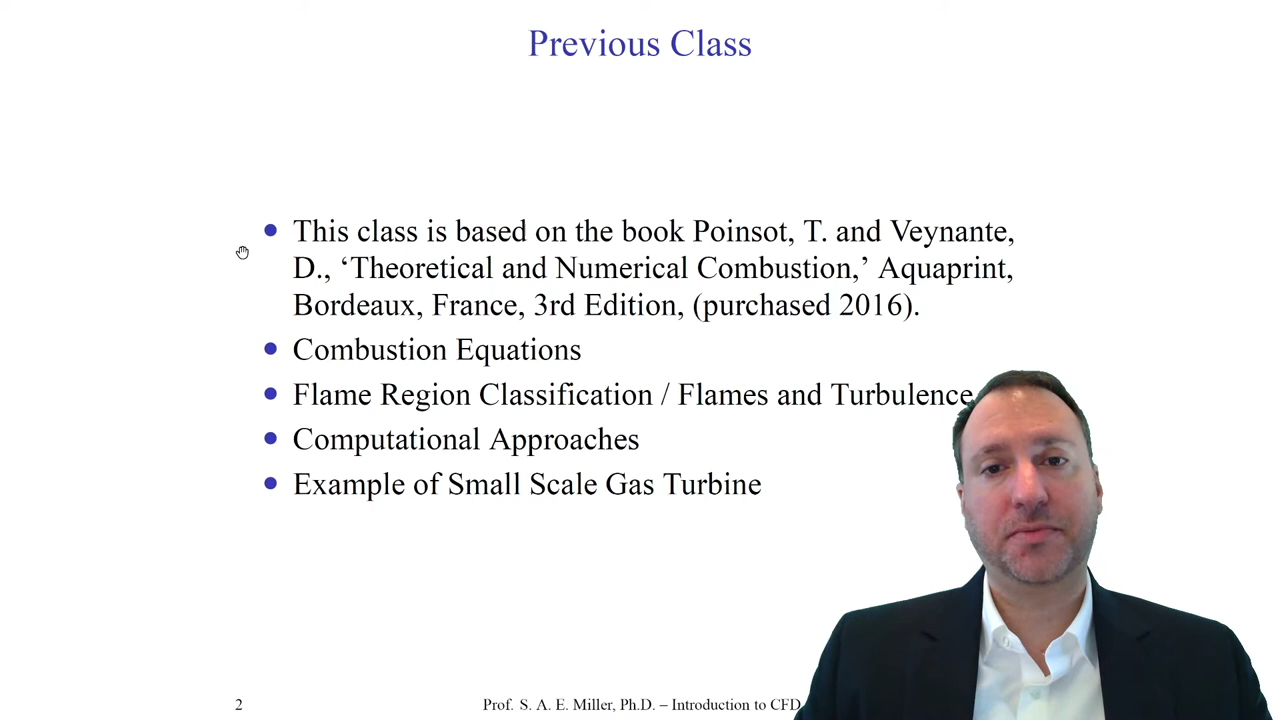 Previous Class
This class is based on the book Poinsot, T. and Veynante,
D., ‘Theoretical and Numerical Combustion,’ Aquaprint,
Bordeaux, France, 3rd Edition, (purchased 2016).
Combustion Equations
Flame Region Classification / Flames and Turbulence
Computational Approaches
Example of Small Scale Gas Turbine
2
Prof. S. A. E. Miller, Ph.D. – Introduction to CFD